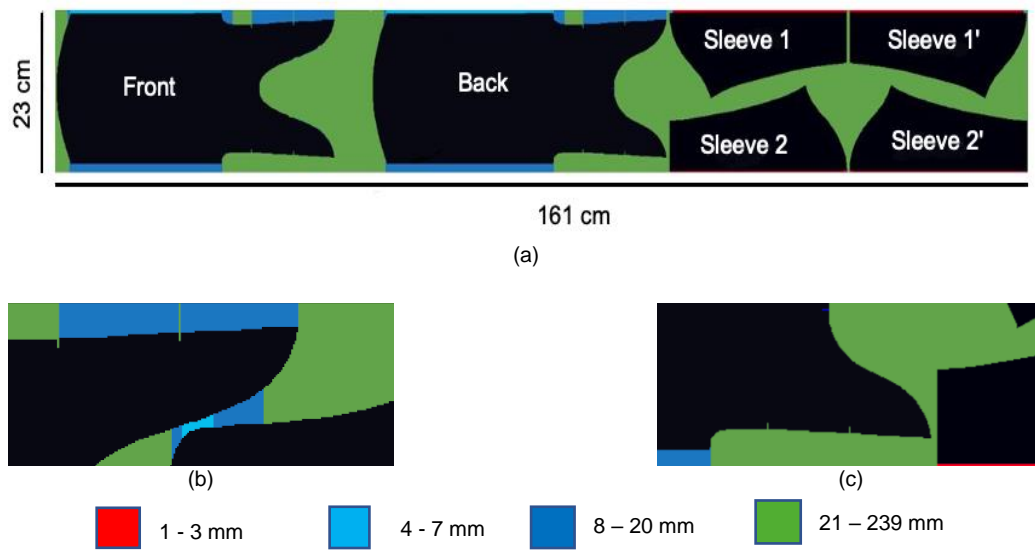 Sleeve 1
Sleeve 1'
Front
Back
23 cm
Sleeve 2
Sleeve 2'
161 cm
(a)
(b)
(c)
1 - 3 mm
4 - 7 mm
8 – 20 mm
21 – 239 mm